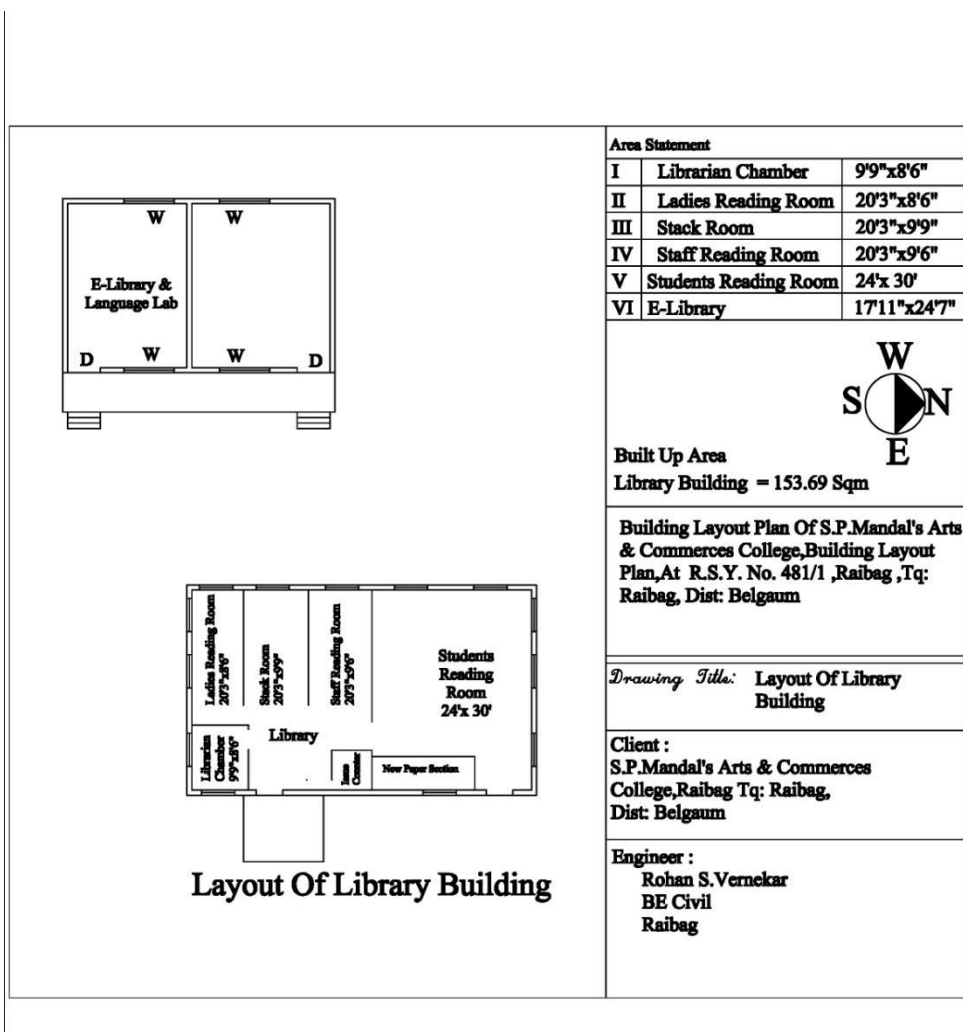 W
W
E-Library &
Language Lab
D
W
W
D
Ladies Reading Room
20'3"x8'6"
Stack Room
20'3"x9'9"
Staff Reading Room
20'3"x9'6"
Students
Reading
Room
24'x 30'
Librarian
Chamber
9'9"x8'6"
Library
Issue
Counter
New Paper Section
Layout Of Library Building
Area Statement
I Librarian Chamber 9'9"x8'6"
II Ladies Reading Room 20'3"x8'6"
III Stack Room 20'3"x9'9"
IV Staff Reading Room 20'3"x9'6"
V Students Reading Room 24'x 30'
VI E-Library 17'11"x24'7"
W
S N
E
Built Up Area
Library Building = 153.69 Sqm
Building Layout Plan Of S.P.Mandal's Arts
& Commerces College,Building Layout
Plan,At R.S.Y. No. 481/1 ,Raibag ,Tq:
Raibag, Dist: Belgaum
Drawing Title: Layout Of Library
Building
Client :
S.P.Mandal's Arts & Commerces
College,Raibag Tq: Raibag,
Dist: Belgaum
Engineer :
Rohan S.Vernekar
BE Civil
Raibag